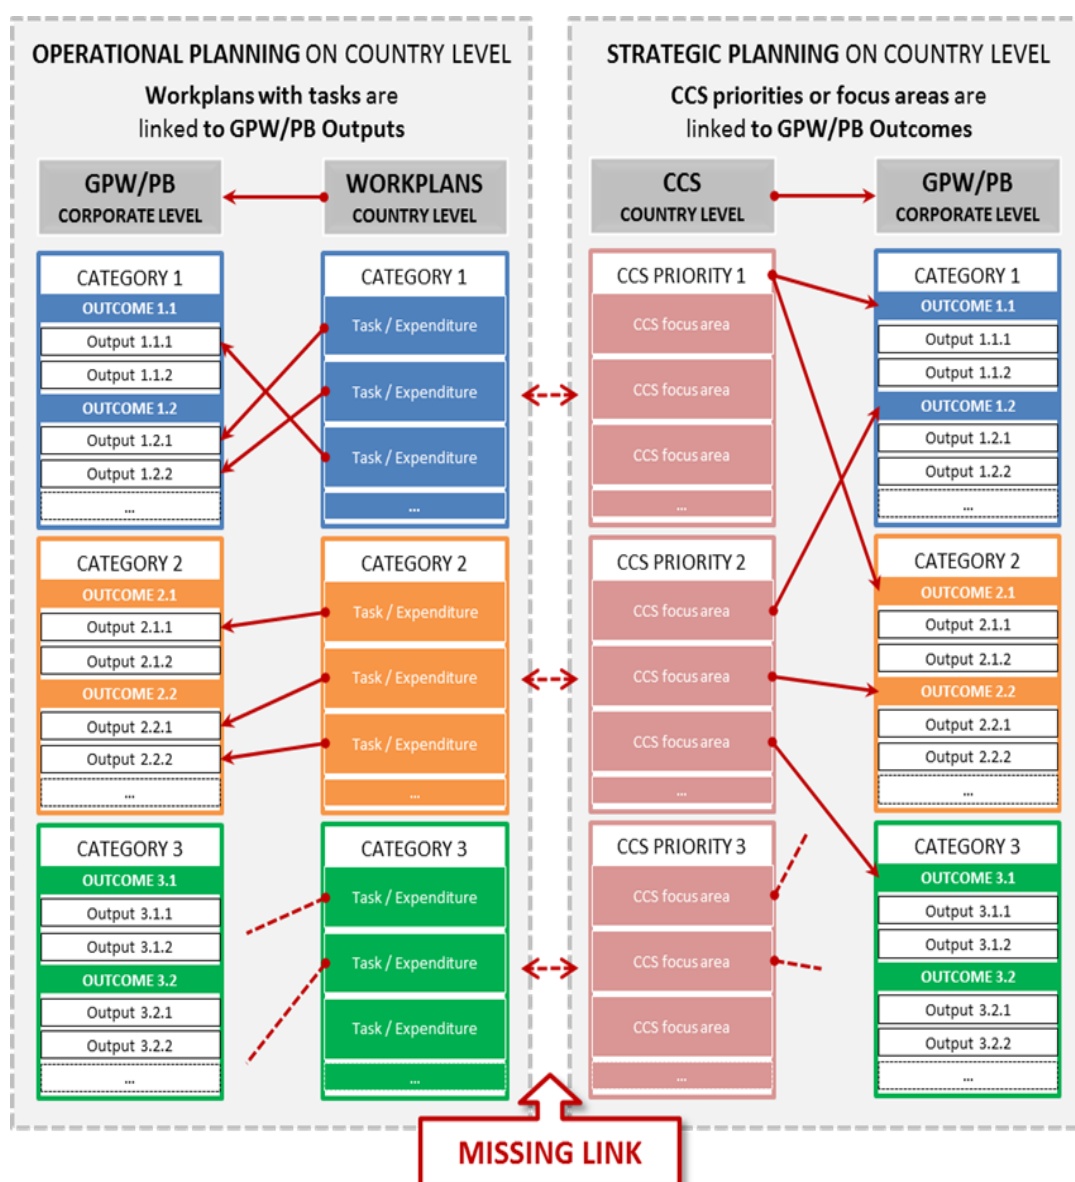 OPERATIONAL PLANNING ON COUNTRY LEVEL
Workplans with tasks are
linked to GPW/PB Outputs
GPW/PB
CORPORATE LEVEL
WORKPLANS
COUNTRY LEVEL
CATEGORY 1
OUTCOME 1.1
Output 1.1.1
Output 1.1.2
OUTCOME 1.2
Output 1.2.1
Output 1.2.2
...
CATEGORY 1
Task / Expenditure
Task / Expenditure
Task / Expenditure
...
CATEGORY 2
OUTCOME 2.1
Output 2.1.1
Output 2.1.2
OUTCOME 2.2
Output 2.2.1
Output 2.2.2
...
CATEGORY 2
Task / Expenditure
Task / Expenditure
Task / Expenditure
...
CATEGORY 3
OUTCOME 3.1
Output 3.1.1
Output 3.1.2
OUTCOME 3.2
Output 3.2.1
Output 3.2.2
...
CATEGORY 3
Task / Expenditure
Task / Expenditure
Task / Expenditure
...
STRATEGIC PLANNING ON COUNTRY LEVEL
CCS priorities or focus areas are
linked to GPW/PB Outcomes
CCS
COUNTRY LEVEL
GPW/PB
CORPORATE LEVEL
CCS PRIORITY 1
CCS focus area
CCS focus area
CCS focus area
...
CATEGORY 1
OUTCOME 1.1
Output 1.1.1
Output 1.1.2
OUTCOME 1.2
Output 1.2.1
Output 1.2.2
...
CCS PRIORITY 2
CCS focus area
CCS focus area
CCS focus area
...
CATEGORY 2
OUTCOME 2.1
Output 2.1.1
Output 2.1.2
OUTCOME 2.2
Output 2.2.1
Output 2.2.2
...
CCS PRIORITY 3
CCS focus area
CCS focus area
CCS focus area
...
CATEGORY 3
OUTCOME 3.1
Output 3.1.1
Output 3.1.2
OUTCOME 3.2
Output 3.2.1
Output 3.2.2
...
MISSING LINK